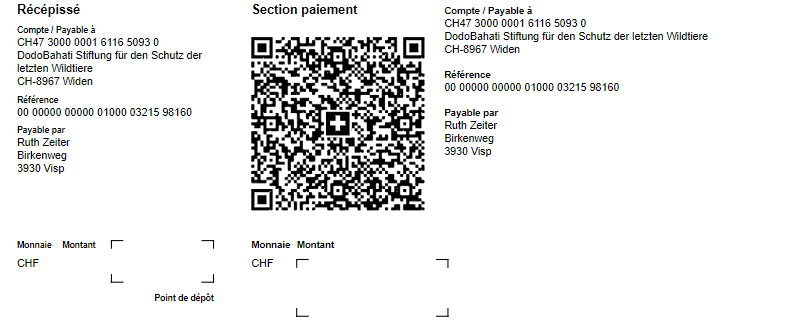 Récépissé
Compte / Payable à
CH47 3000 0001 6116 5093 0
DodoBahati Stiftung für den Schutz der
letzten Wildtiere
CH-8967 Widen
Référence
00 00000 00000 01000 03215 98160
Payable par
Ruth Zeiter
Birkenweg
3930 Visp
Monnaie Montant
CHF
Point de dépôt
Section paiement
Monnaie Montant
CHF
Compte / Payable à
CH47 3000 0001 6116 5093 0
DodoBahati Stiftung für den Schutz der letzten Wildtiere
CH-8967 Widen
Référence
00 00000 00000 01000 03215 98160
Payable par
Ruth Zeiter
Birkenweg
3930 Visp